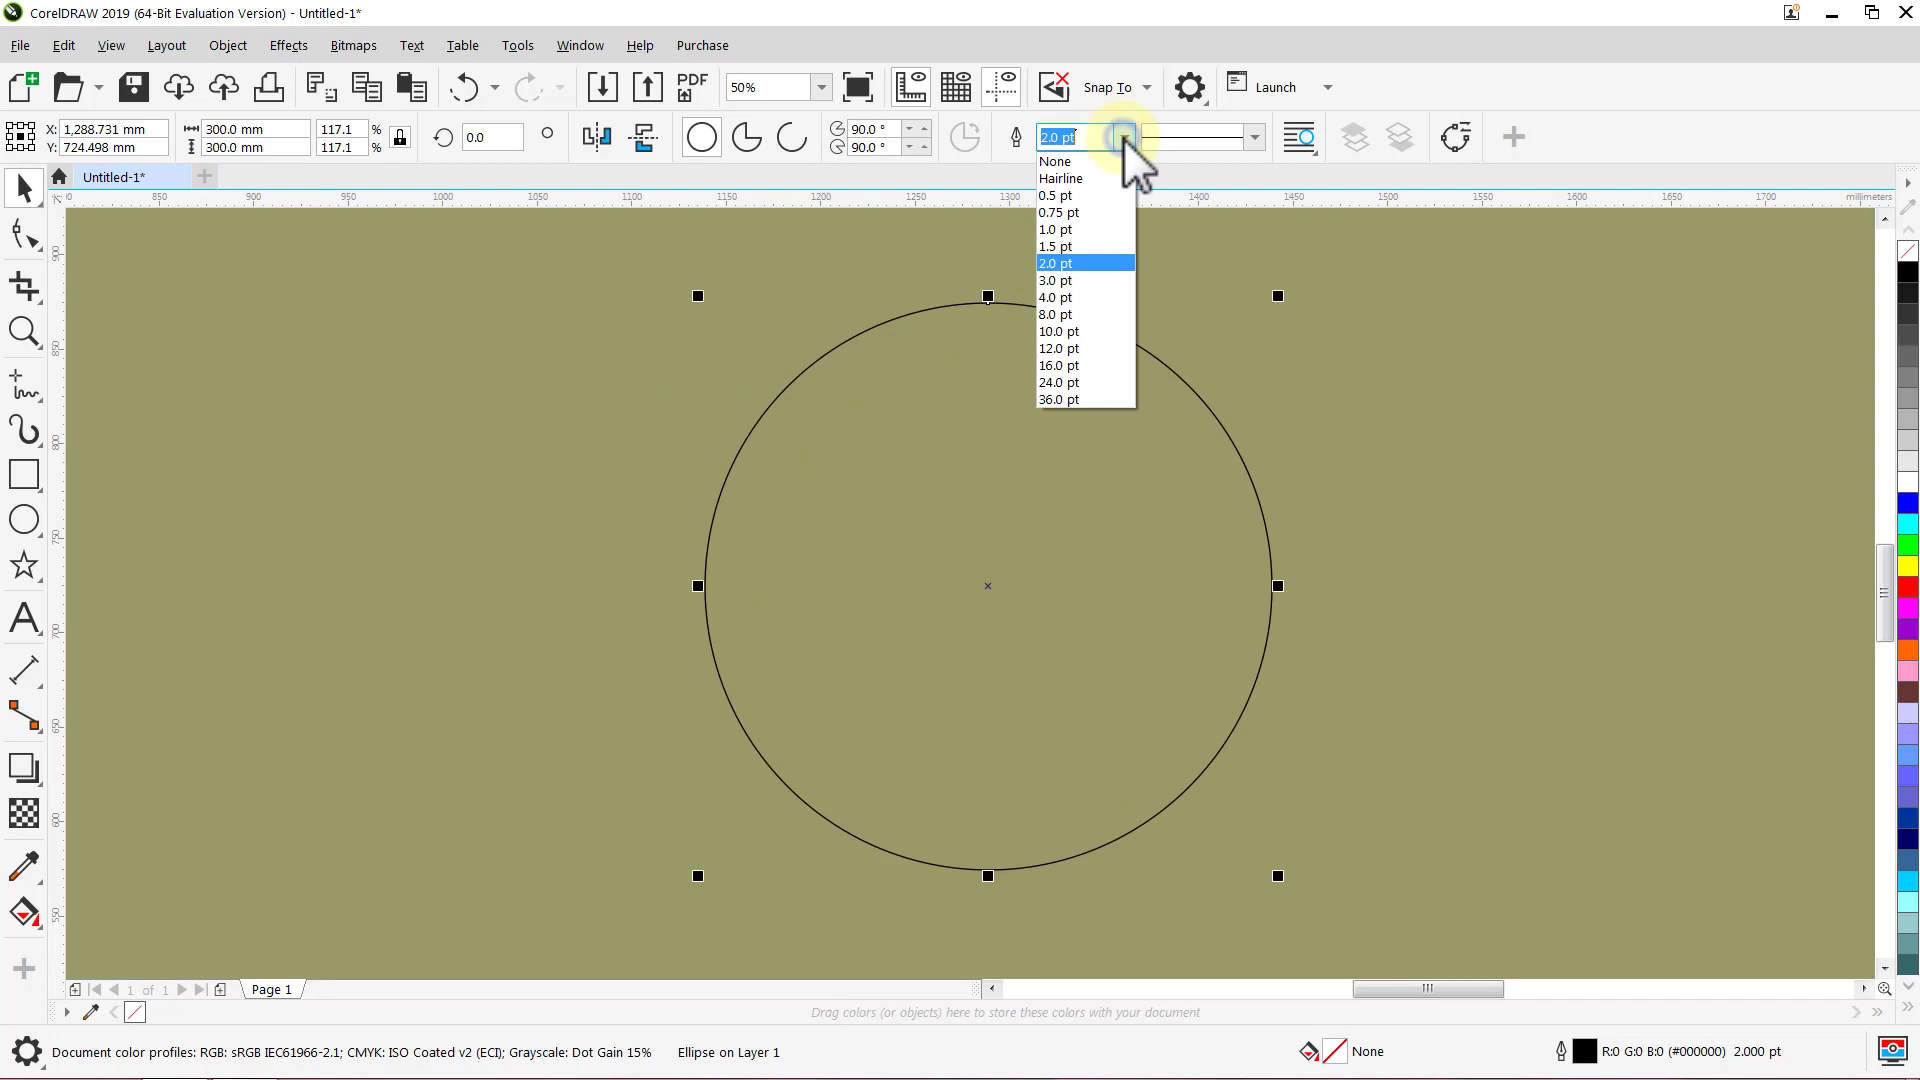 CorelDRAW 2019 (64-Bit Evaluation Version) - Untitled-1*
File Edit View Layout Object Effects Bitmaps Text Table Tools Window Help Purchase
PDF 50% Snap To Launch
X: 1,288.731 mm 300.0 mm 117.1 % 0.0 90.0 ° 2.0 pt
Y: 724.498 mm 300.0 mm 117.1 % 90.0 °
Untitled-1*
None
Hairline
0.5 pt
0.75 pt
1.0 pt
1.5 pt
2.0 pt
3.0 pt
4.0 pt
8.0 pt
10.0 pt
12.0 pt
16.0 pt
24.0 pt
36.0 pt
850 900 950 1000 1050 1100 1150 1200 1250 1300 1400 1450 1500 1550 1600 1650 1700 millimeters
900
850
800
750
700
650
600
550
1 of 1 Page 1
Drag colors (or objects) here to store these colors with your document
Document color profiles: RGB: sRGB IEC61966-2.1; CMYK: ISO Coated v2 (ECI); Grayscale: Dot Gain 15% Ellipse on Layer 1 None R:0 G:0 B:0 (#000000) 2.000 pt